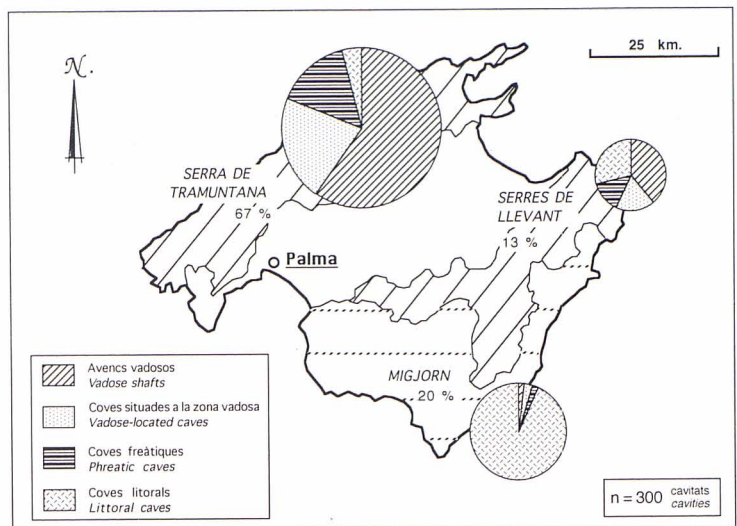 N.
25 km.
SERRA DE
TRAMUNTANA
67 %
SERRES DE
LLEVANT
13 %
Palma
MIGJORN
20 %
Avencs vadosos
Vadose shafts
Coves situades a la zona vadosa
Vadose-located caves
Coves freàtiques
Phreatic caves
Coves litorals
Littoral caves
n = 300 cavitats
cavities